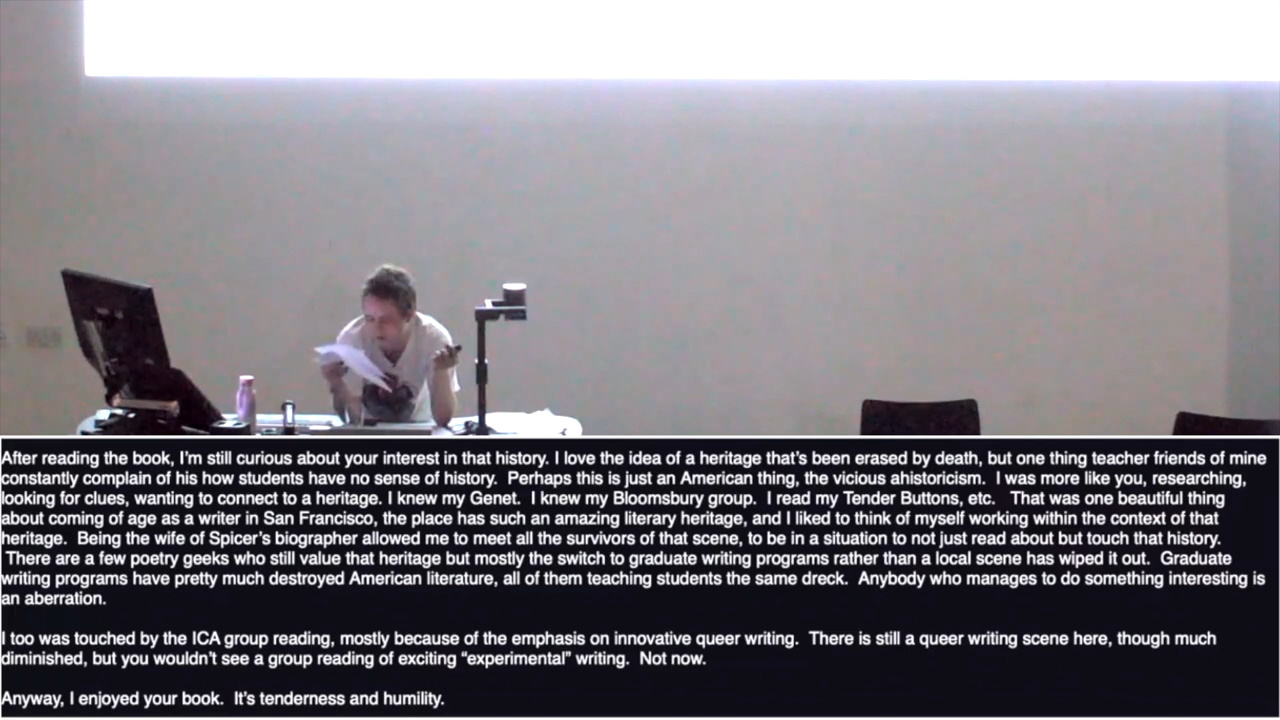 After reading the book, I'm still curious about your interest in that history. I love the idea of a heritage that's been erased by death, but one thing teacher friends of mine
constantly complain of his how students have no sense of history.  Perhaps this is just an American thing, the vicious ahistoricism.  I was more like you, researching,
looking for clues, wanting to connect to a heritage. I knew my Genet.  I knew my Bloomsbury group.  I read my Tender Buttons, etc.   That was one beautiful thing
about coming of age as a writer in San Francisco, the place has such an amazing literary heritage, and I liked to think of myself working within the context of that
heritage.  Being the wife of Spicer's biographer allowed me to meet all the survivors of that scene, to be in a situation to not just read about but touch that history.
There are a few poetry geeks who still value that heritage but mostly the switch to graduate writing programs rather than a local scene has wiped it out.  Graduate
writing programs have pretty much destroyed American literature, all of them teaching students the same dreck.  Anybody who manages to do something interesting is
an aberration.
I too was touched by the ICA group reading, mostly because of the emphasis on innovative queer writing.  There is still a queer writing scene here, though much
diminished, but you wouldn't see a group reading of exciting “experimental” writing.  Not now.
Anyway, I enjoyed your book.  It's tenderness and humility.